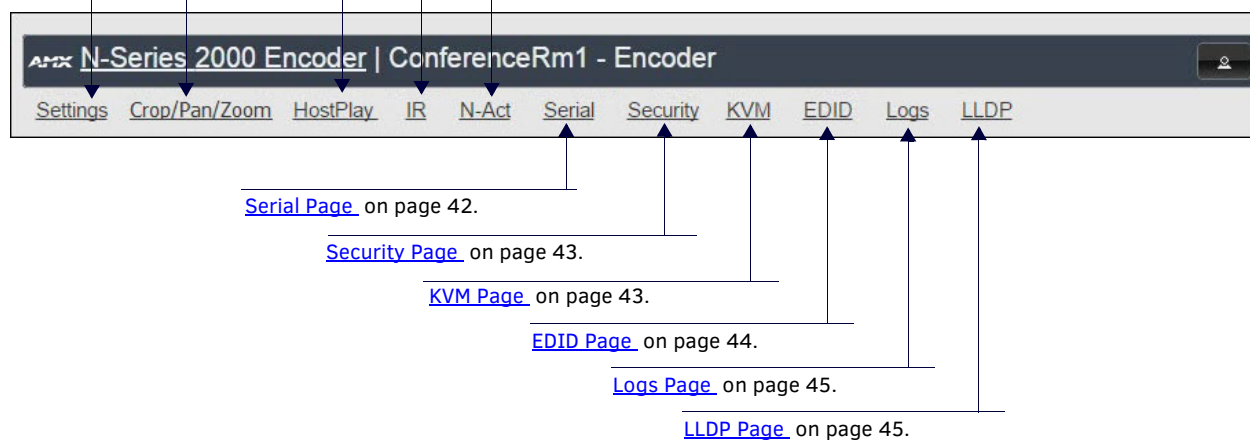 AMX N-Series 2000 Encoder | ConferenceRm1 - Encoder
Settings Crop/Pan/Zoom HostPlay IR N-Act Serial Security KVM EDID Logs LLDP
Serial Page on page 42.
Security Page on page 43.
KVM Page on page 43.
EDID Page on page 44.
Logs Page on page 45.
LLDP Page on page 45.